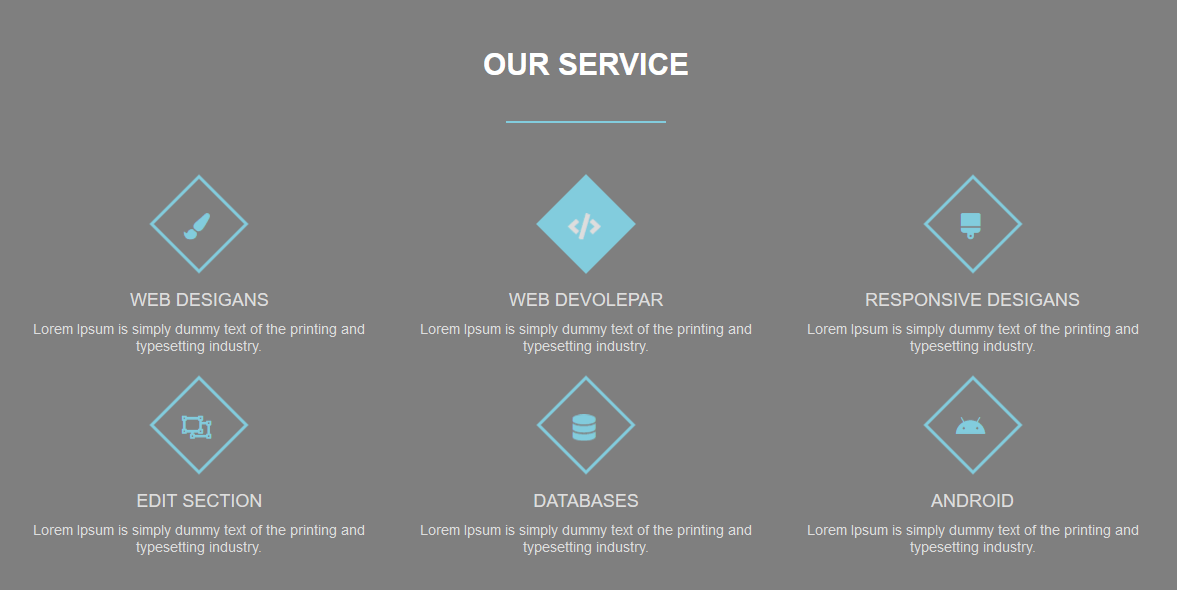 OUR SERVICE
WEB DESIGANS
Lorem Ipsum is simply dummy text of the printing and
typesetting industry.
WEB DEVOLEPAR
Lorem Ipsum is simply dummy text of the printing and
typesetting industry.
RESPONSIVE DESIGANS
Lorem Ipsum is simply dummy text of the printing and
typesetting industry.
EDIT SECTION
Lorem Ipsum is simply dummy text of the printing and
typesetting industry.
DATABASES
Lorem Ipsum is simply dummy text of the printing and
typesetting industry.
ANDROID
Lorem Ipsum is simply dummy text of the printing and
typesetting industry.